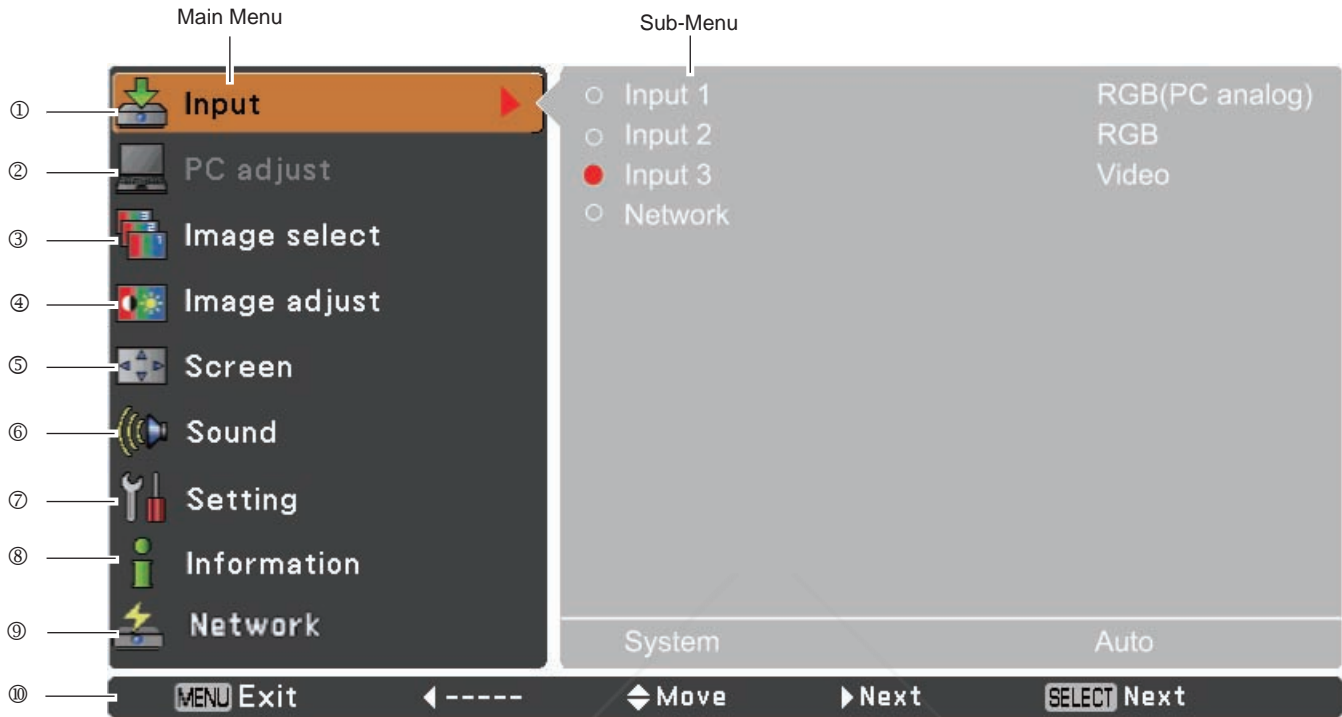 Main Menu
Sub-Menu
① Input
Input 1 RGB(PC analog)
Input 2 RGB
Input 3 Video
Network
② PC adjust
③ Image select
④ Image adjust
⑤ Screen
⑥ Sound
⑦ Setting
⑧ Information
⑨ Network
System Auto
⑩ MENU Exit ◀----- Move ▶Next SELECT Next